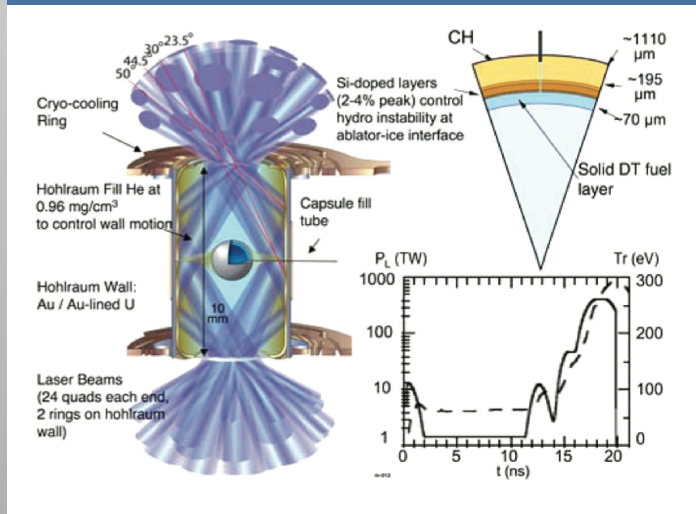 50°
44.5°
30°
23.5°
Cryo-cooling
Ring
Hohlraum Fill He at
0.96 mg/cm³
to control wall motion
Hohlraum Wall:
Au / Au-lined U
Laser Beams
(24 quads each end,
2 rings on hohlraum
wall)
10
mm
Capsule fill
tube
Si-doped layers
(2-4% peak) control
hydro instability at
ablator-ice interface
CH
~1110
µm
~195
µm
~70 µm
Solid DT fuel
layer
P_L (TW)
Tr (eV)
1000
100
10
1
300
200
100
0
0
5
10
15
20
t (ns)